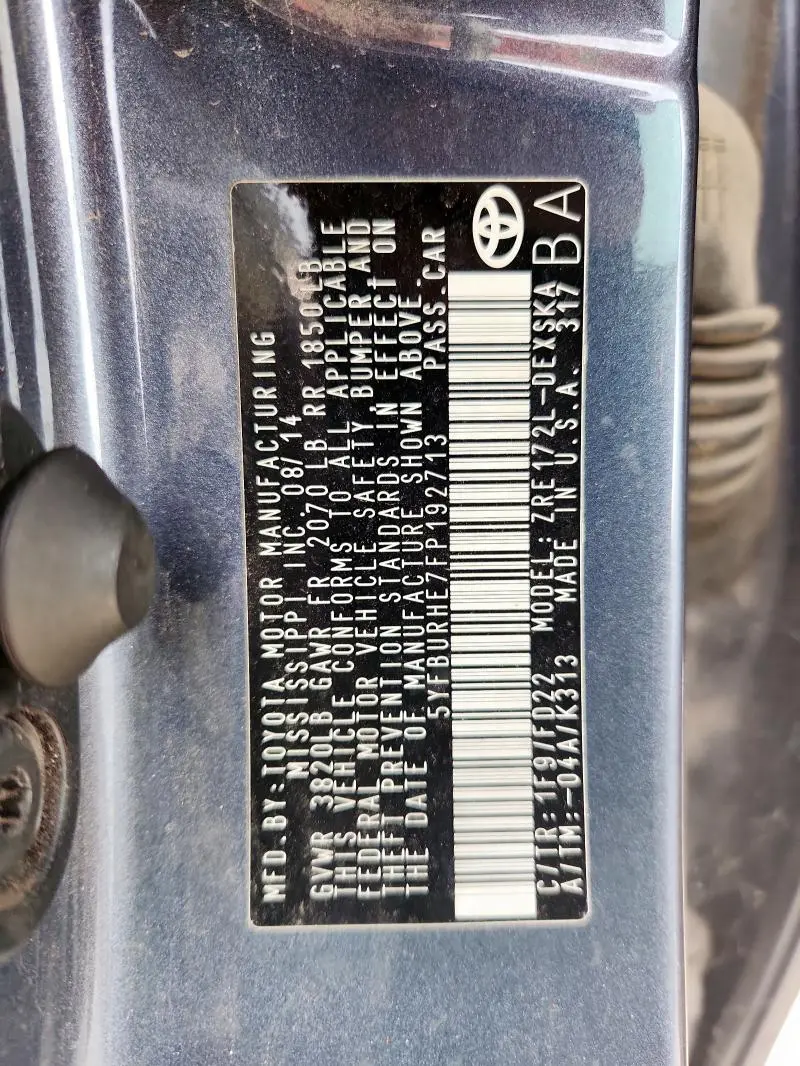 MFD.BY:TOYOTA MOTOR MANUFACTURING
MISSISSIPPI INC.08/14
GVWR 3820LB GAWR FR 2070 LB RR 1850 LB
THIS VEHICLE CONFORMS TO ALL APPLICABLE
FEDERAL MOTOR VEHICLE SAFETY, BUMPER AND
THEFT PREVENTION STANDARDS IN EFFECT ON
THE DATE OF MANUFACTURE SHOWN ABOVE.
5YFBURHE7FP192713 PASS.CAR
C/TR:1F9/FD22 MODEL:ZRE172L-DEXSKA
A/TM:-04A/K313 MADE IN U.S.A. 317 BA